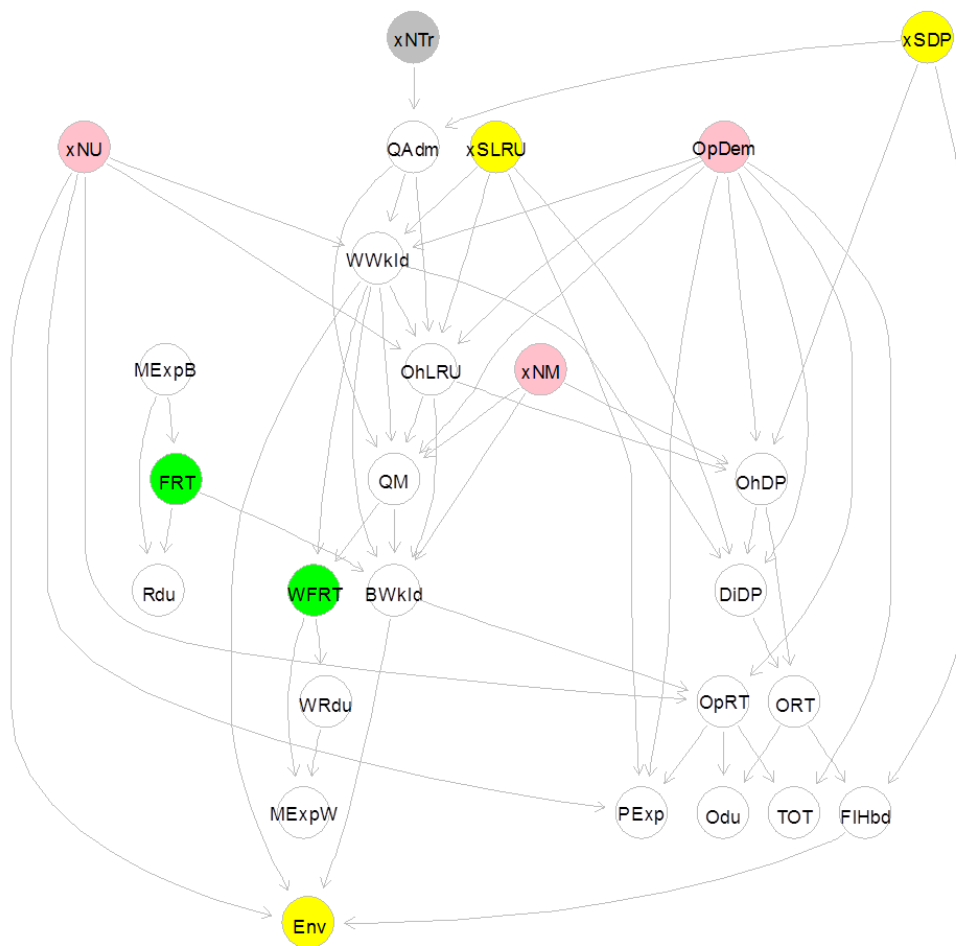 xNTr
xSDP
xNU
QAdm
xSLRU
OpDem
WWkld
MExpB
OhLRU
xNM
FRT
QM
OhDP
Rdu
WFRT
BWkld
DiDP
WRdu
OpRT
ORT
MExpW
PExp
Odu
TOT
FIHbd
Env